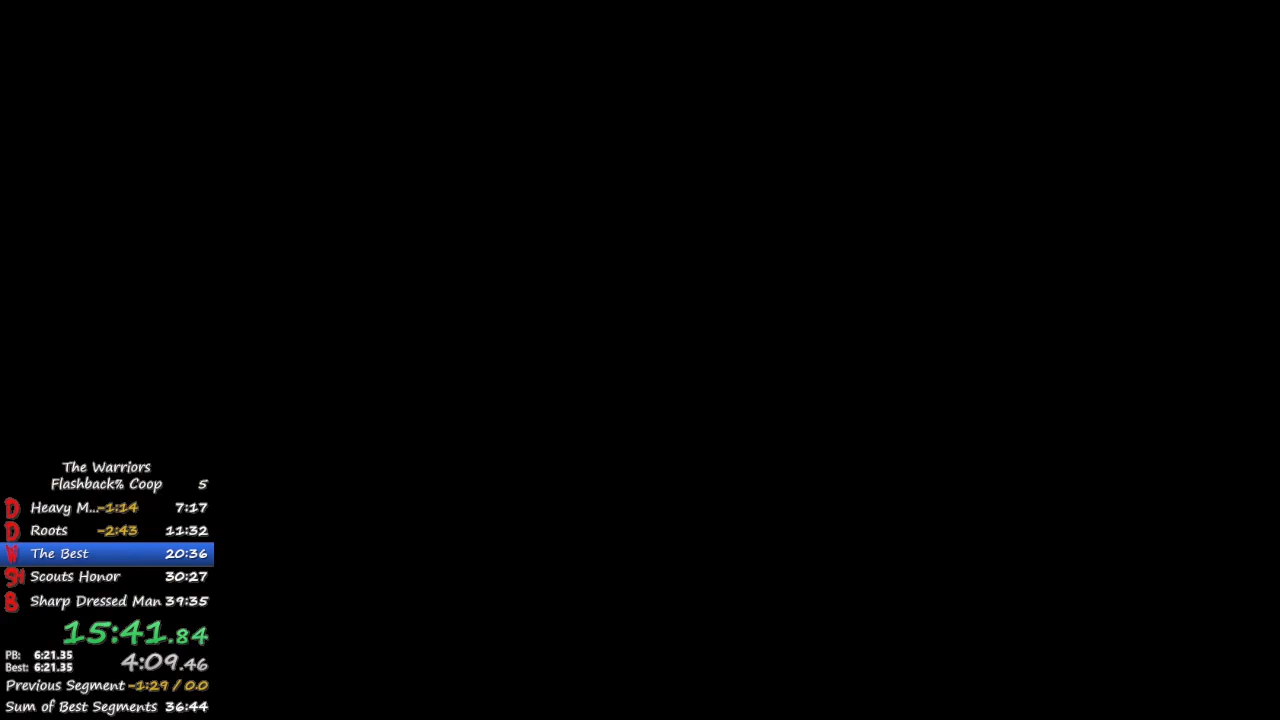 The Warriors
Flashback% Coop 5
D Heavy M... -1:14 7:17
D Roots -2:43 11:32
W The Best 20:36
Scouts Honor 30:27
B Sharp Dressed Man 39:35
15:41.84
PB: 6:21.35
Best: 6:21.35
4:09.46
Previous Segment -1:29 / 0.0
Sum of Best Segments 36:44